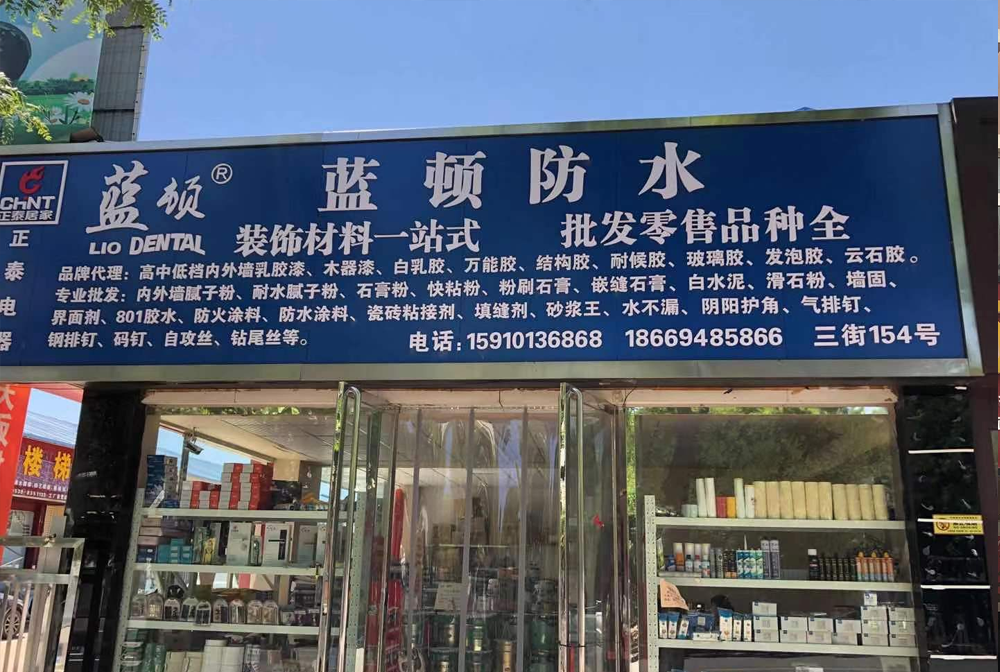 CHNT
正泰居家
正泰电器
蓝顿®
LIO DENTAL
蓝顿防水
装饰材料一站式 批发零售品种全
品牌代理：高中低档内外墙乳胶漆、木器漆、白乳胶、万能胶、结构胶、耐候胶、玻璃胶、发泡胶、云石胶。
专业批发：内外墙腻子粉、耐水腻子粉、石膏粉、快粘粉、粉刷石膏、嵌缝石膏、白水泥、滑石粉、墙固、
界面剂、801胶水、防火涂料、防水涂料、瓷砖粘接剂、填缝剂、砂浆王、水不漏、阴阳护角、气排钉、
钢排钉、码钉、自攻丝、钻尾丝等。
电话：15910136868 18669485866 三街154号
楼梯